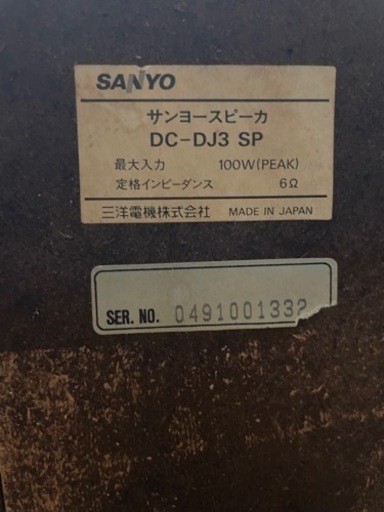 SANYO
サンヨースピーカ
DC-DJ3 SP
最大入力 100W(PEAK)
定格インピーダンス 6Ω
三洋電機株式会社 MADE IN JAPAN
SER. NO. 0491001332